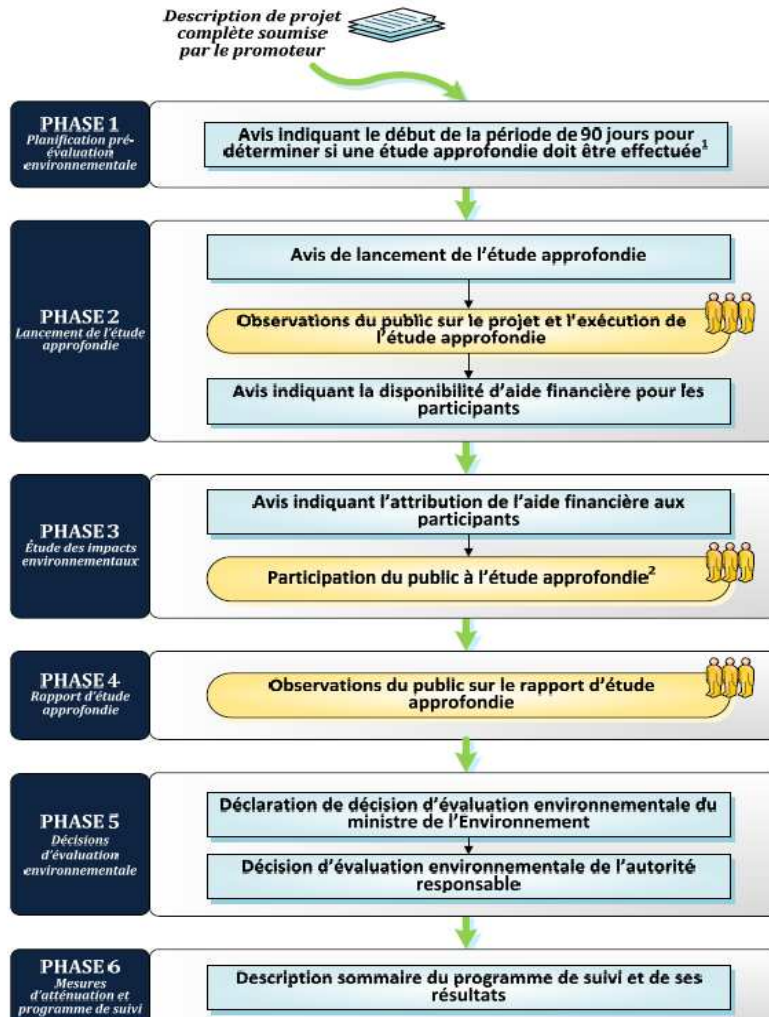 Description de projet
complète soumise
par le promoteur
PHASE 1
Planification pré-
évaluation
environnementale
Avis indiquant le début de la période de 90 jours pour
déterminer si une étude approfondie doit être effectuée¹
PHASE 2
Lancement de l'étude
approfondie
Avis de lancement de l'étude approfondie
Observations du public sur le projet et l'exécution de
l'étude approfondie
Avis indiquant la disponibilité d'aide financière pour les
participants
PHASE 3
Étude des impacts
environnementaux
Avis indiquant l'attribution de l'aide financière aux
participants
Participation du public à l'étude approfondie²
PHASE 4
Rapport d'étude
approfondie
Observations du public sur le rapport d'étude
approfondie
PHASE 5
Décisions
d'évaluation
environnementale
Déclaration de décision d'évaluation environnementale du
ministre de l'Environnement
Décision d'évaluation environnementale de l'autorité
responsable
PHASE 6
Mesures
d'atténuation et
programme de suivi
Description sommaire du programme de suivi et de ses
résultats